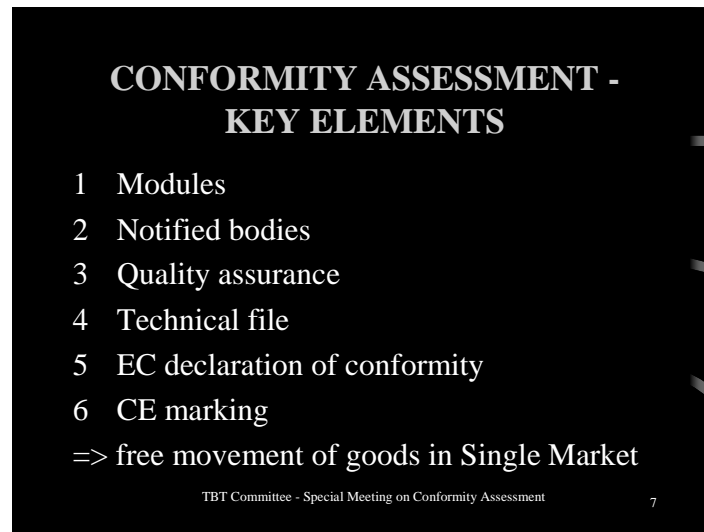 CONFORMITY ASSESSMENT -
KEY ELEMENTS
1 Modules
2 Notified bodies
3 Quality assurance
4 Technical file
5 EC declaration of conformity
6 CE marking
=> free movement of goods in Single Market
TBT Committee - Special Meeting on Conformity Assessment
7